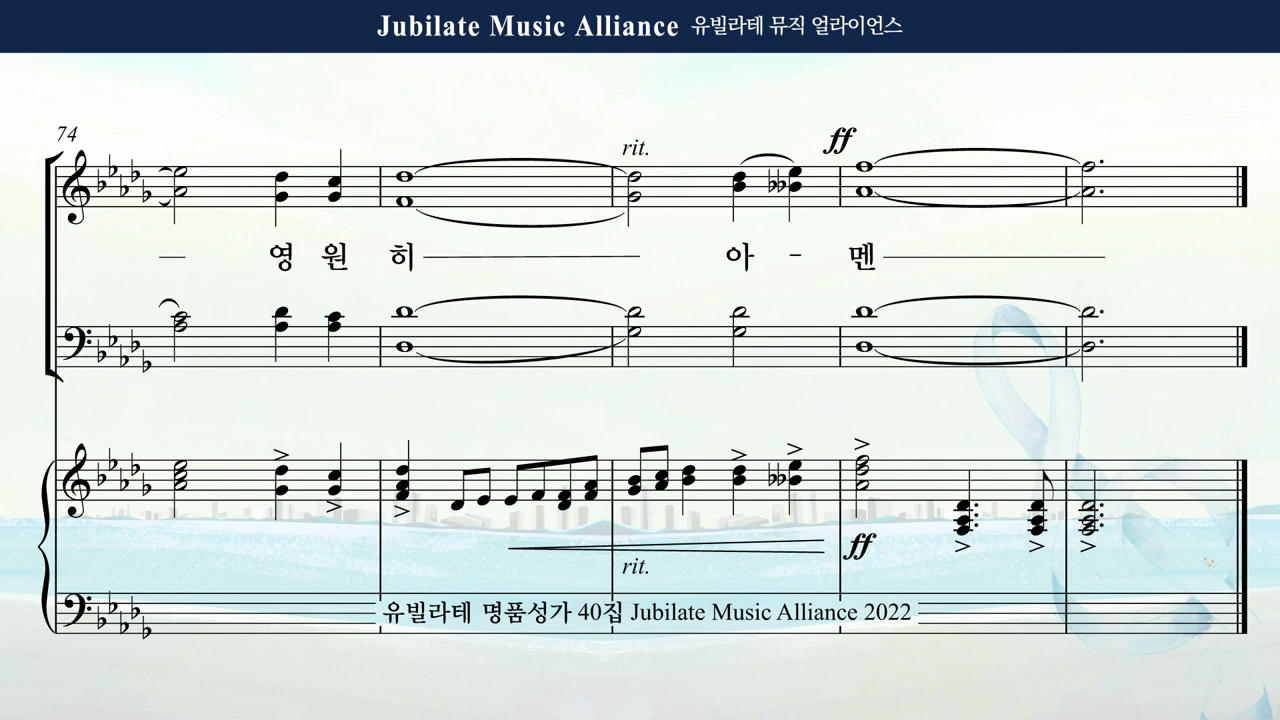 Jubilate Music Alliance 유빌라테 뮤직 얼라이언스
74
rit.
ff
영 원 히 아 - 멘
ff
rit.
유빌라테 명품성가 40집 Jubilate Music Alliance 2022